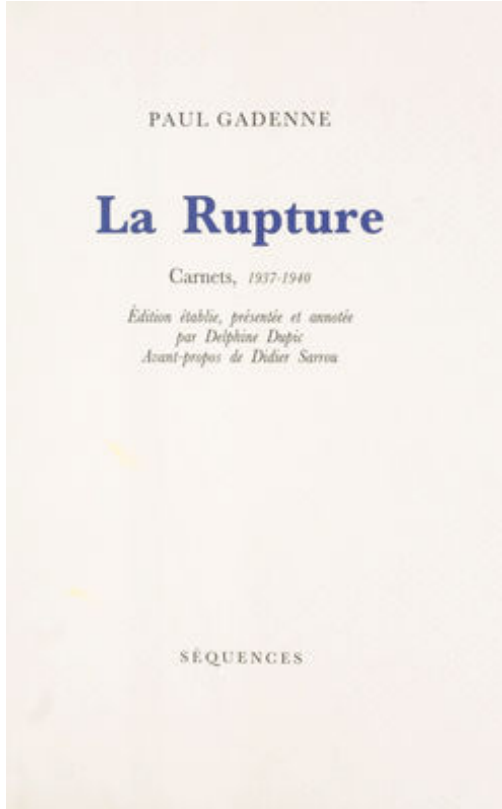 PAUL GADENNE
La Rupture
Carnets, 1937-1940
Édition établie, présentée et annotée
par Delphine Dupic
Avant-propos de Didier Sarrou
SÉQUENCES